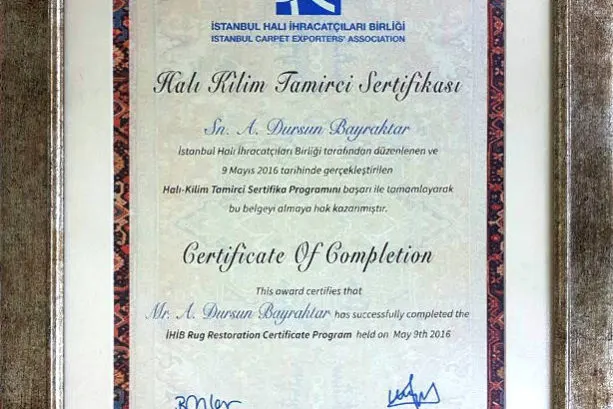 İSTANBUL HALI İHRACATÇILARI BİRLİĞİ
ISTANBUL CARPET EXPORTERS' ASSOCIATION
Halı Kilim Tamirci Sertifikası
Sn. A. Dursun Bayraktar
İstanbul Halı İhracatçıları Birliği tarafından düzenlenen ve
9 Mayıs 2016 tarihinde gerçekleştirilen
Halı-Kilim Tamirci Sertifika Programını başarı ile tamamlayarak
bu belgeyi almaya hak kazanmıştır.
Certificate Of Completion
This award certifies that
Mr. A. Dursun Bayraktar has successfully completed the
İHİB Rug Restoration Certificate Program held on May 9th 2016